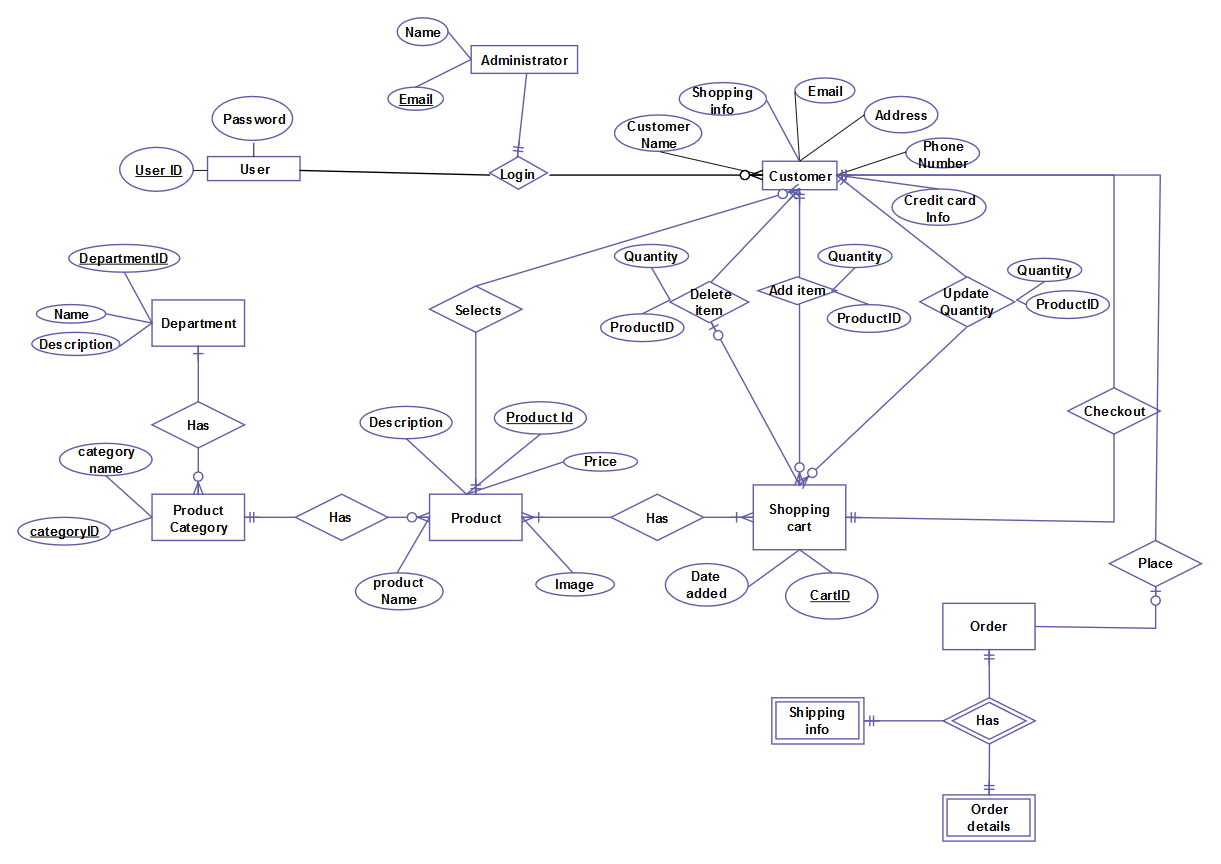 Name
Administrator
Email
Password
User ID
User
Login
Shopping
info
Email
Address
Customer
Name
Phone
Number
Customer
Credit card
Info
DepartmentID
Name
Department
Description
Has
category
name
Product
Category
categoryID
Has
Selects
Quantity
Delete
item
ProductID
Quantity
Add item
ProductID
Update
Quantity
Quantity
ProductID
Description
Product Id
Price
Product
product
Name
Image
Has
Shopping
cart
Date
added
CartID
Checkout
Place
Order
Shipping
info
Has
Order
details